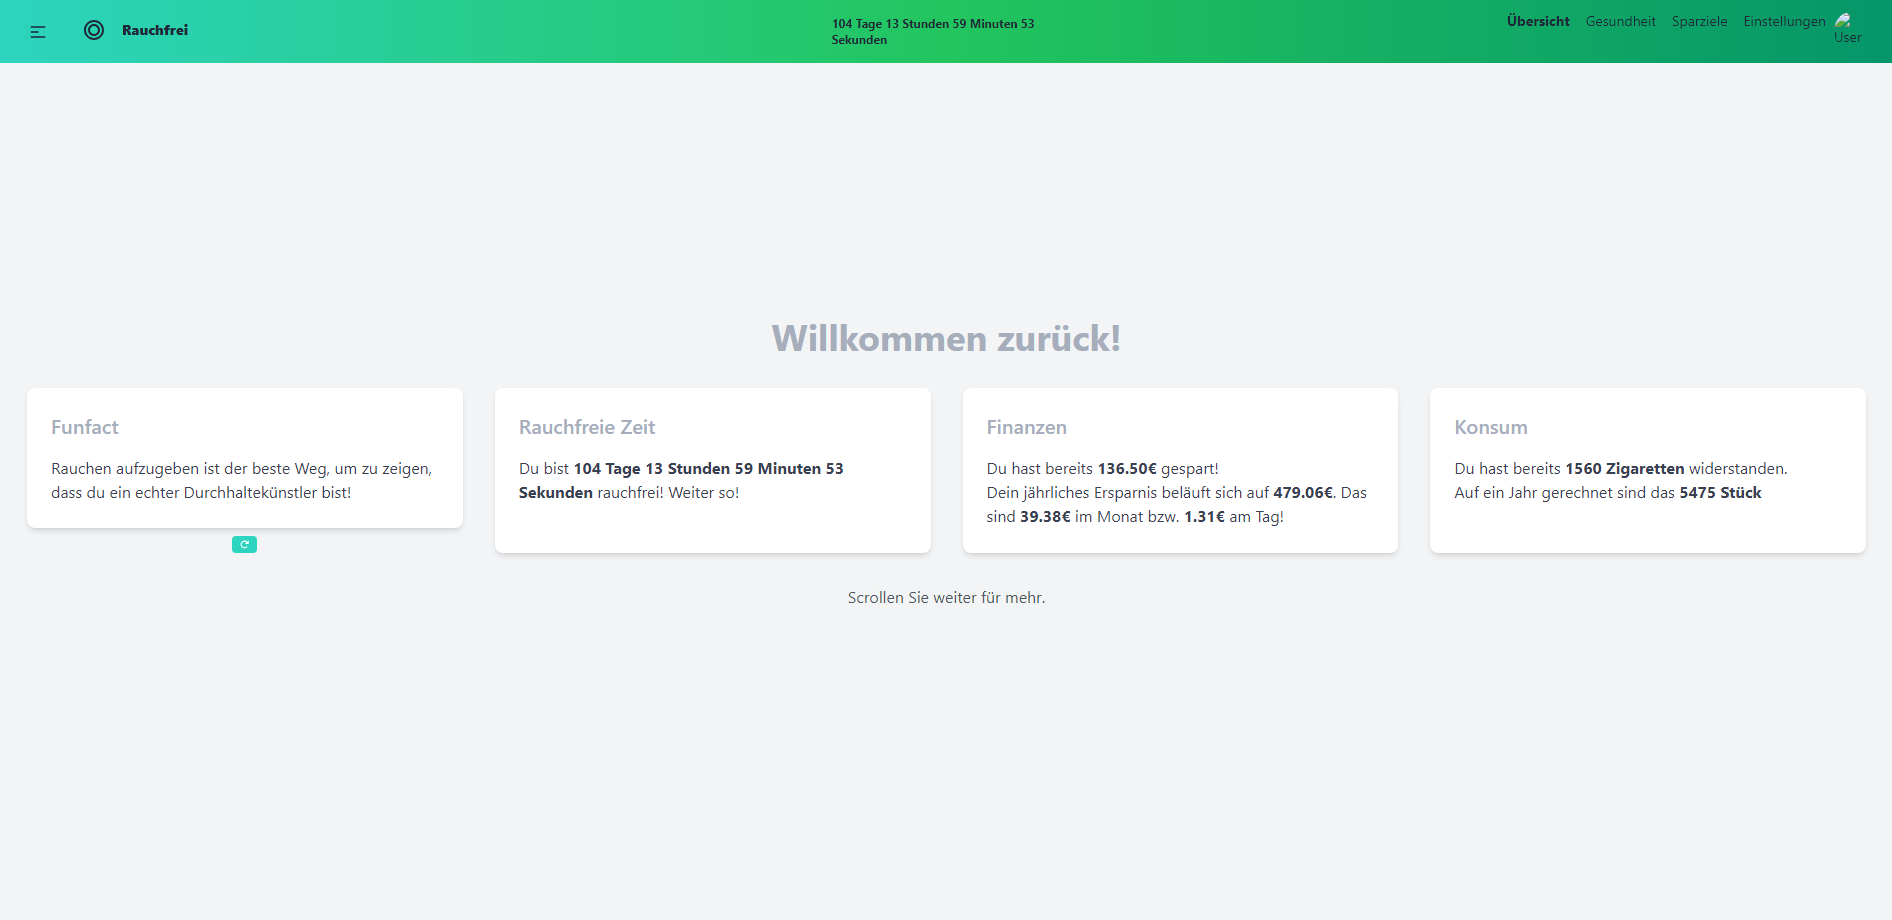 Rauchfrei
104 Tage 13 Stunden 59 Minuten 53
Sekunden
Übersicht Gesundheit Sparziele Einstellungen User
Willkommen zurück!
Funfact
Rauchen aufzugeben ist der beste Weg, um zu zeigen,
dass du ein echter Durchhaltekünstler bist!
Rauchfreie Zeit
Du bist 104 Tage 13 Stunden 59 Minuten 53
Sekunden rauchfrei! Weiter so!
Finanzen
Du hast bereits 136.50€ gespart!
Dein jährliches Ersparnis beläuft sich auf 479.06€. Das
sind 39.38€ im Monat bzw. 1.31€ am Tag!
Konsum
Du hast bereits 1560 Zigaretten widerstanden.
Auf ein Jahr gerechnet sind das 5475 Stück
Scrollen Sie weiter für mehr.